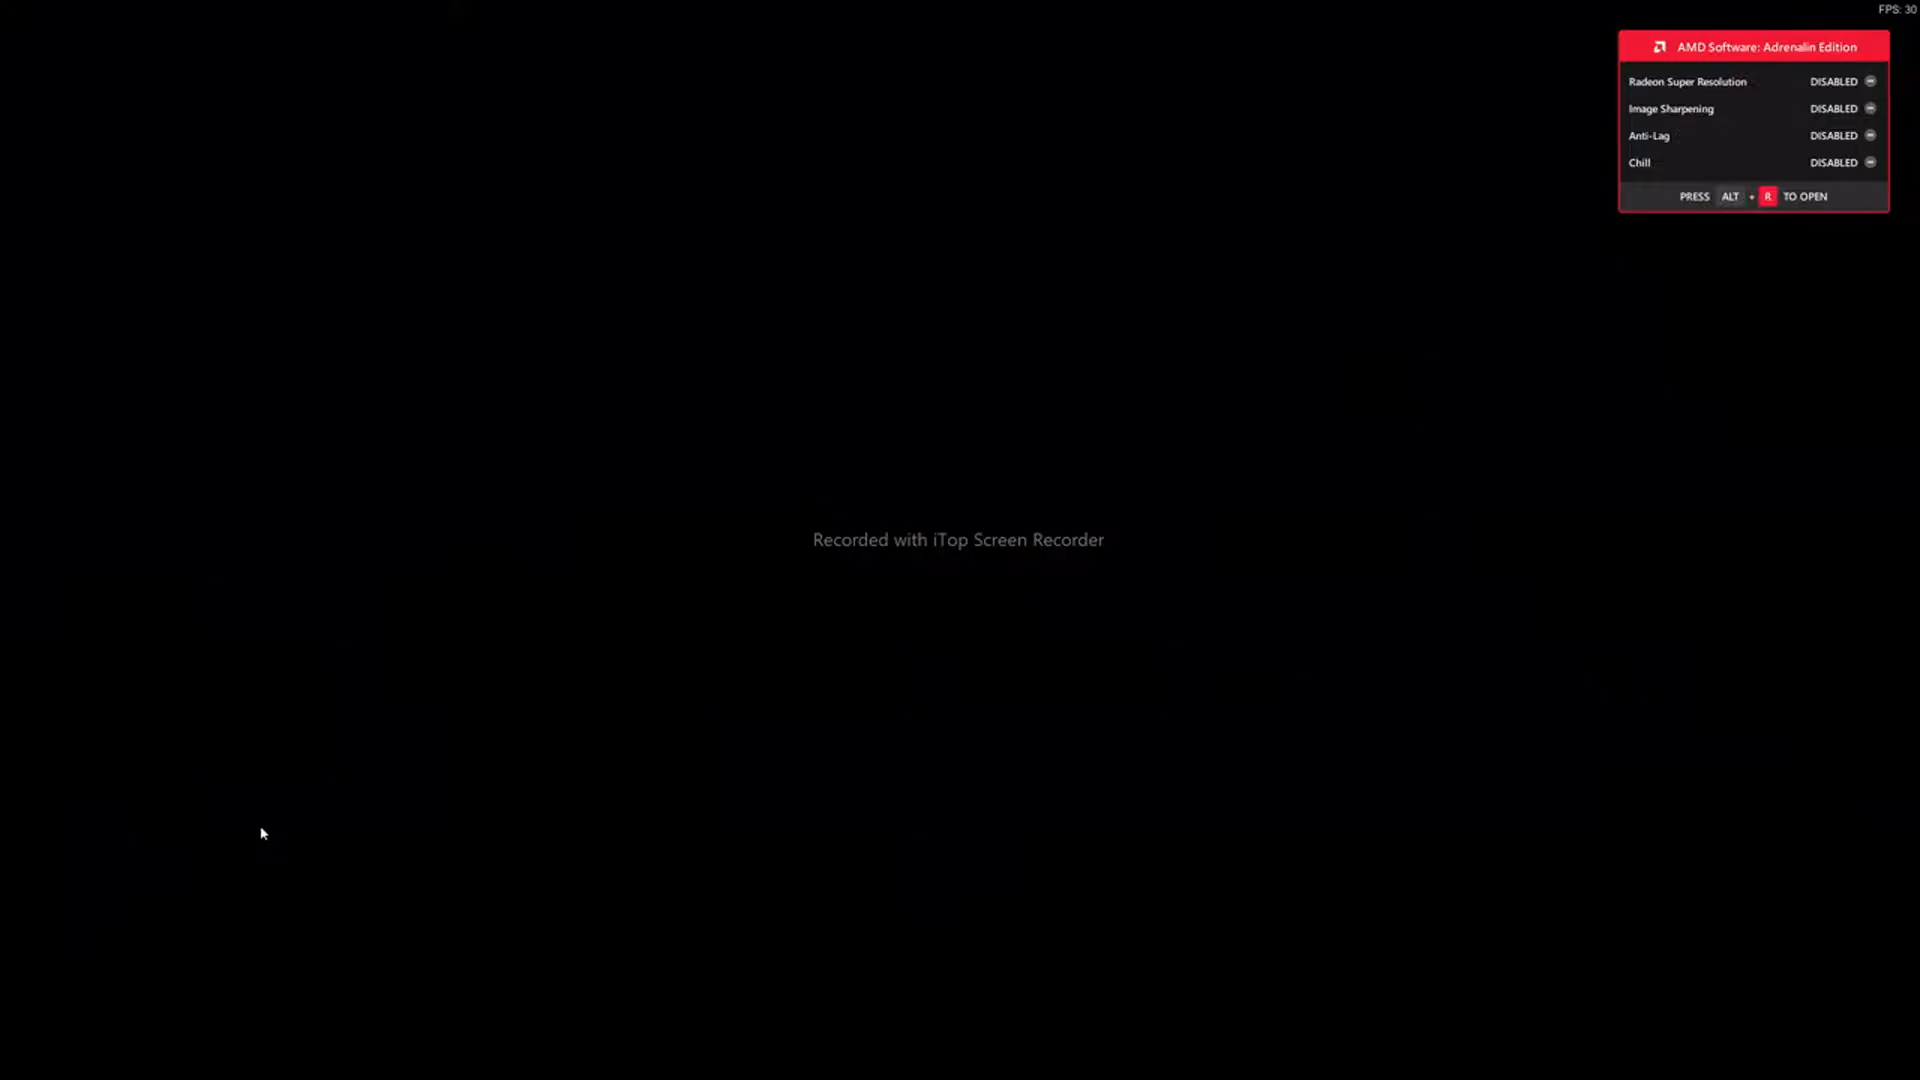 FPS: 30
AMD Software: Adrenalin Edition
Radeon Super Resolution DISABLED
Image Sharpening DISABLED
Anti-Lag DISABLED
Chill DISABLED
PRESS ALT + R TO OPEN
Recorded with iTop Screen Recorder